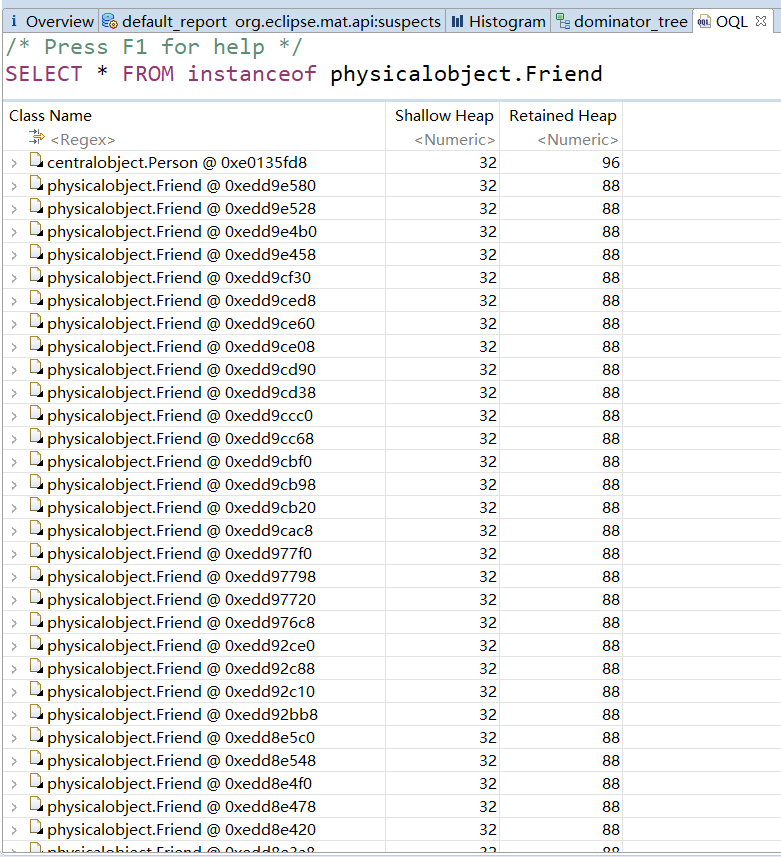 i Overview default_report org.eclipse.mat.api:suspects Histogram dominator_tree OQL OQL
/* Press F1 for help */
SELECT * FROM instanceof physicalobject.Friend
Class Name Shallow Heap Retained Heap
<Regex> <Numeric> <Numeric>
centralobject.Person @ 0xe0135fd8 32 96
physicalobject.Friend @ 0xedd9e580 32 88
physicalobject.Friend @ 0xedd9e528 32 88
physicalobject.Friend @ 0xedd9e4b0 32 88
physicalobject.Friend @ 0xedd9e458 32 88
physicalobject.Friend @ 0xedd9cf30 32 88
physicalobject.Friend @ 0xedd9ced8 32 88
physicalobject.Friend @ 0xedd9ce60 32 88
physicalobject.Friend @ 0xedd9ce08 32 88
physicalobject.Friend @ 0xedd9cd90 32 88
physicalobject.Friend @ 0xedd9cd38 32 88
physicalobject.Friend @ 0xedd9ccc0 32 88
physicalobject.Friend @ 0xedd9cc68 32 88
physicalobject.Friend @ 0xedd9cbf0 32 88
physicalobject.Friend @ 0xedd9cb98 32 88
physicalobject.Friend @ 0xedd9cb20 32 88
physicalobject.Friend @ 0xedd9cac8 32 88
physicalobject.Friend @ 0xedd977f0 32 88
physicalobject.Friend @ 0xedd97798 32 88
physicalobject.Friend @ 0xedd97720 32 88
physicalobject.Friend @ 0xedd976c8 32 88
physicalobject.Friend @ 0xedd92ce0 32 88
physicalobject.Friend @ 0xedd92c88 32 88
physicalobject.Friend @ 0xedd92c10 32 88
physicalobject.Friend @ 0xedd92bb8 32 88
physicalobject.Friend @ 0xedd8e5c0 32 88
physicalobject.Friend @ 0xedd8e548 32 88
physicalobject.Friend @ 0xedd8e4f0 32 88
physicalobject.Friend @ 0xedd8e478 32 88
physicalobject.Friend @ 0xedd8e420 32 88